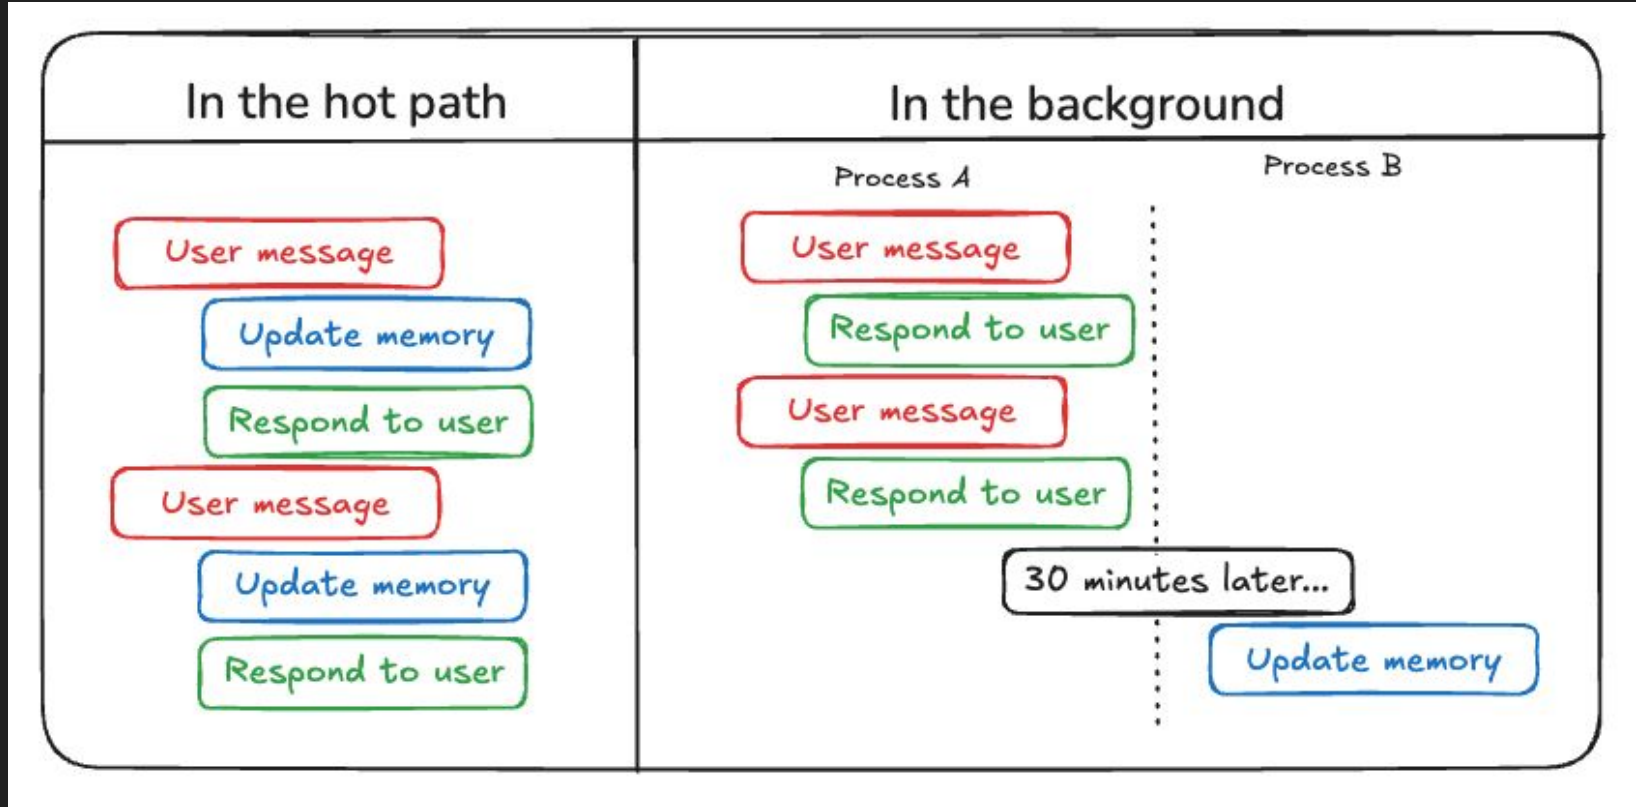 In the hot path
User message
Update memory
Respond to user
User message
Update memory
Respond to user
In the background
Process A
Process B
User message
Respond to user
User message
Respond to user
30 minutes later...
Update memory